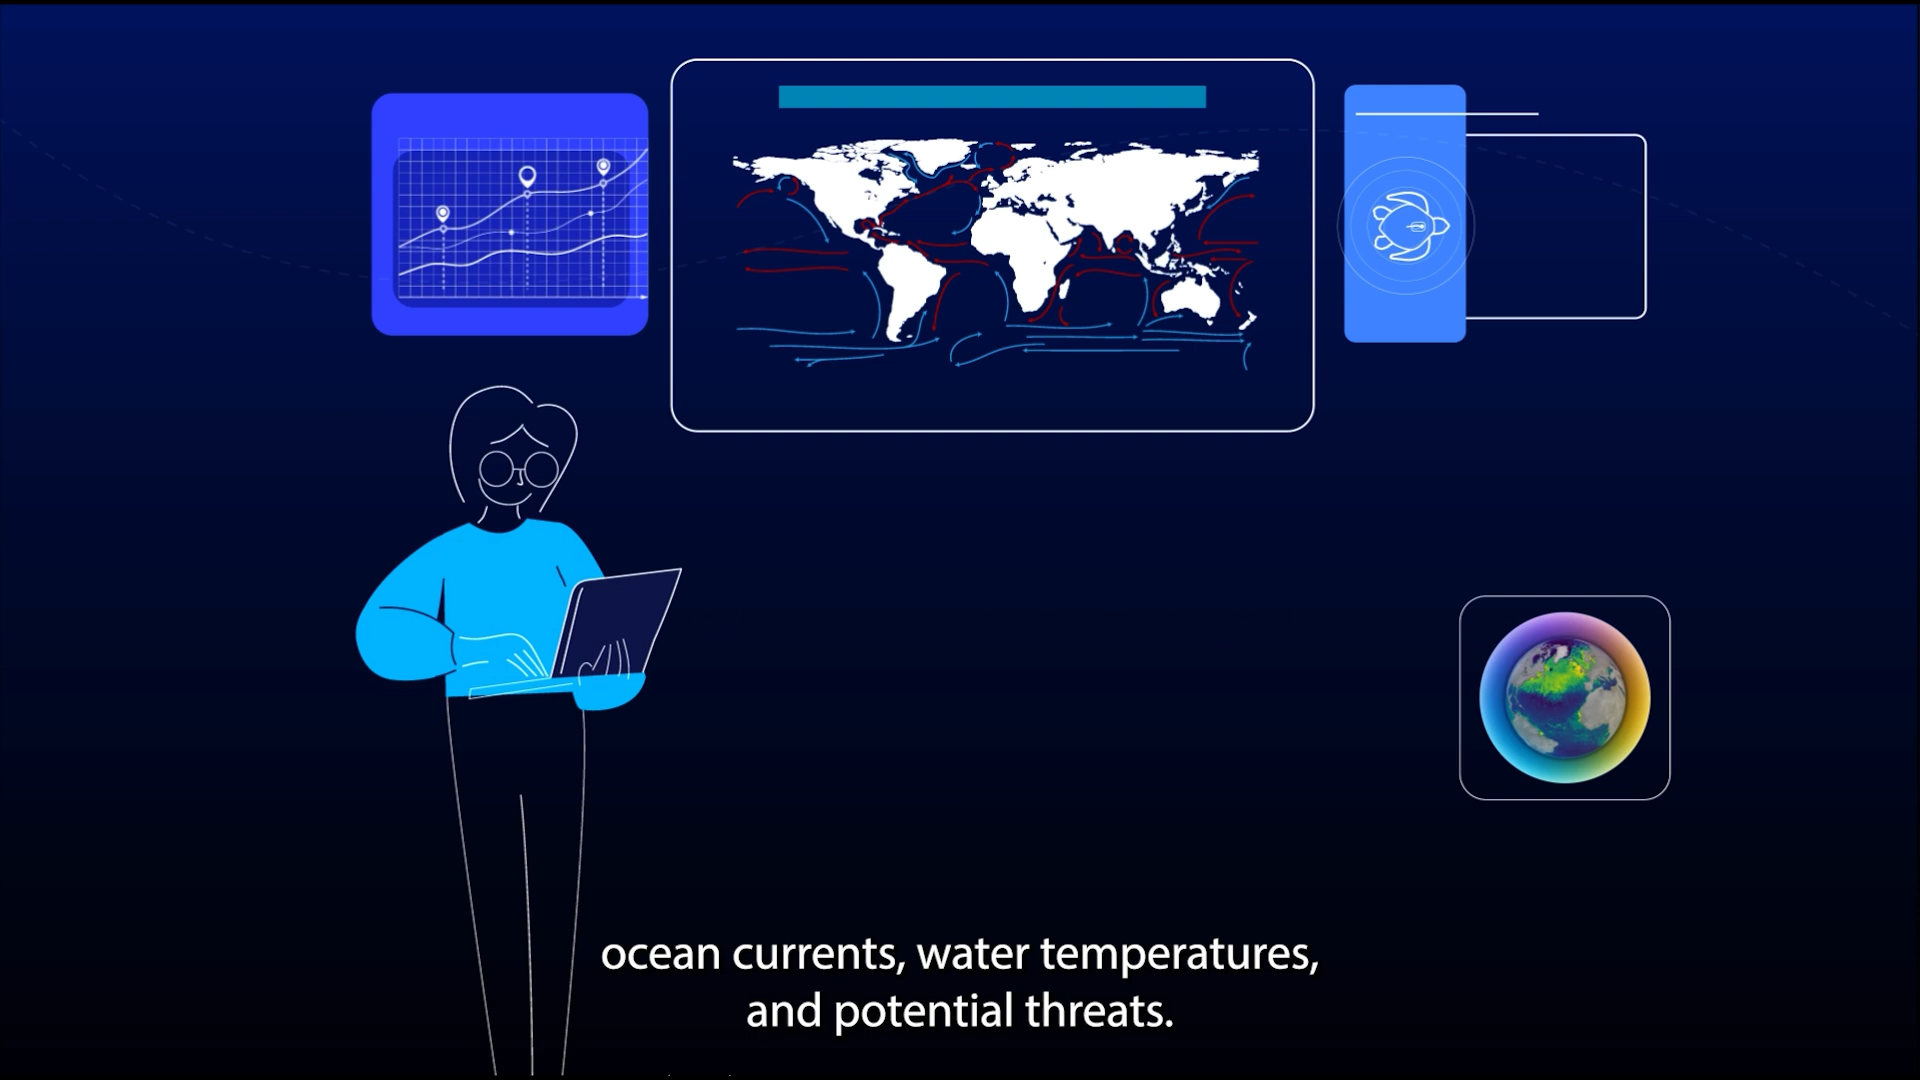 ocean currents, water temperatures,
and potential threats.